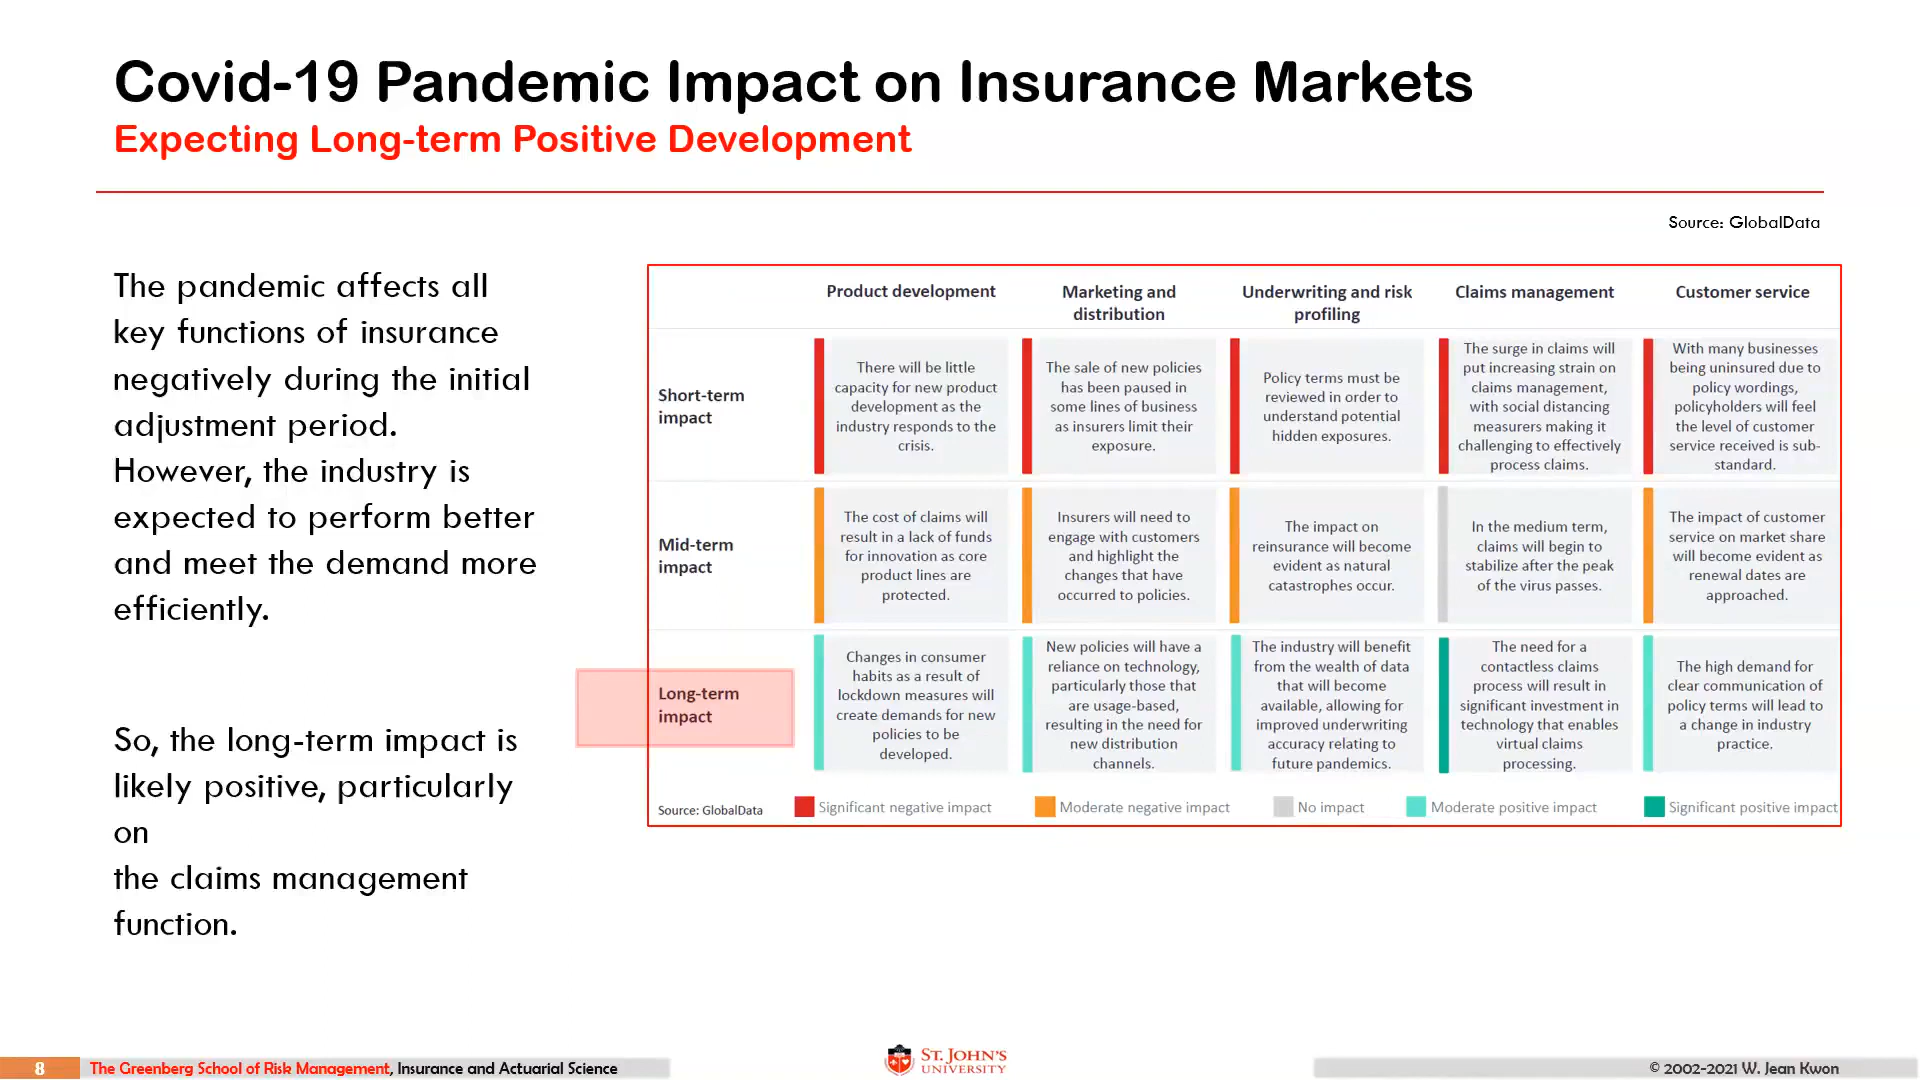 Covid-19 Pandemic Impact on Insurance Markets
Expecting Long-term Positive Development
Source: GlobalData
The pandemic affects all
key functions of insurance
negatively during the initial
adjustment period.
However, the industry is
expected to perform better
and meet the demand more
efficiently.
So, the long-term impact is
likely positive, particularly
on
the claims management
function.
Product development
Marketing and
distribution
Underwriting and risk
profiling
Claims management
Customer service
Short-term
impact
There will be little
capacity for new product
development as the
industry responds to the
crisis.
The sale of new policies
has been paused in
some lines of business
as insurers limit their
exposure.
Policy terms must be
reviewed in order to
understand potential
hidden exposures.
The surge in claims will
put increasing strain on
claims management,
with social distancing
measurers making it
challenging to effectively
process claims.
With many businesses
being uninsured due to
policy wordings,
policyholders will feel
the level of customer
service received is sub-
standard.
Mid-term
impact
The cost of claims will
result in a lack of funds
for innovation as core
product lines are
protected.
Insurers will need to
engage with customers
and highlight the
changes that have
occurred to policies.
The impact on
reinsurance will become
evident as natural
catastrophes occur.
In the medium term,
claims will begin to
stabilize after the peak
of the virus passes.
The impact of customer
service on market share
will become evident as
renewal dates are
approached.
Long-term
impact
Changes in consumer
habits as a result of
lockdown measures will
create demands for new
policies to be
developed.
New policies will have a
reliance on technology,
particularly those that
are usage-based,
resulting in the need for
new distribution
channels.
The industry will benefit
from the wealth of data
that will become
available, allowing for
improved underwriting
accuracy relating to
future pandemics.
The need for a
contactless claims
process will result in
significant investment in
technology that enables
virtual claims
processing.
The high demand for
clear communication of
policy terms will lead to
a change in industry
practice.
Source: GlobalData
Significant negative impact
Moderate negative impact
No impact
Moderate positive impact
Significant positive impact
8
The Greenberg School of Risk Management, Insurance and Actuarial Science
ST. JOHN'S
UNIVERSITY
© 2002-2021 W. Jean Kwon